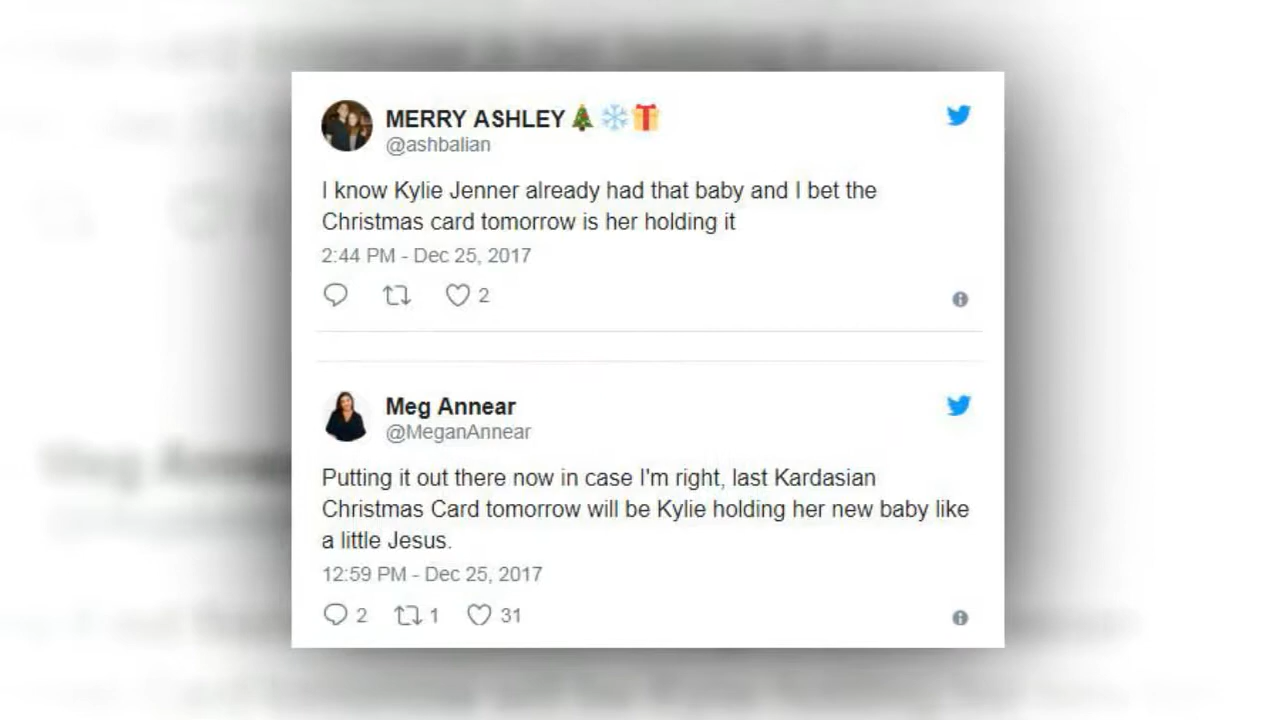 MERRY ASHLEY🎄❄️🎁
@ashbalian
I know Kylie Jenner already had that baby and I bet the
Christmas card tomorrow is her holding it
2:44 PM - Dec 25, 2017
2
Meg Annear
@MeganAnnear
Putting it out there now in case I'm right, last Kardasian
Christmas Card tomorrow will be Kylie holding her new baby like
a little Jesus.
12:59 PM - Dec 25, 2017
2 1 31